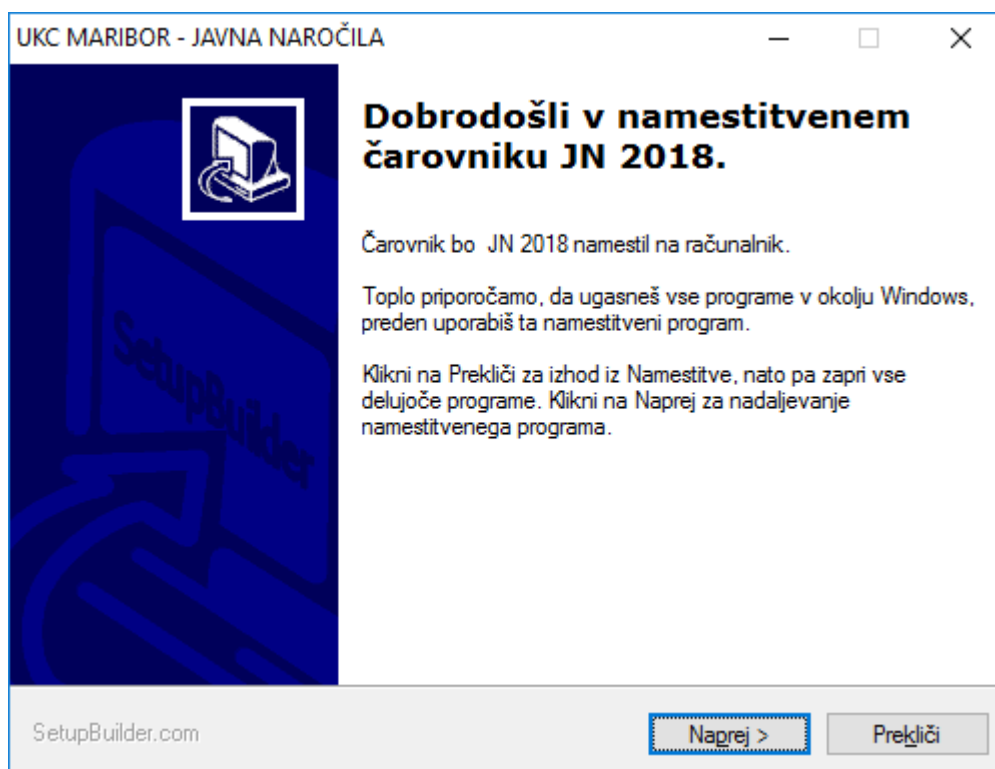 UKC MARIBOR - JAVNA NAROČILA
Dobrodošli v namestitvenem
čarovniku JN 2018.
Čarovnik bo  JN 2018 namestil na računalnik.
Toplo priporočamo, da ugasneš vse programe v okolju Windows,
preden uporabiš ta namestitveni program.
Klikni na Prekliči za izhod iz Namestitve, nato pa zapri vse
delujoče programe. Klikni na Naprej za nadaljevanje
namestitvenega programa.
SetupBuilder
SetupBuilder.com
Naprej >
Prekliči